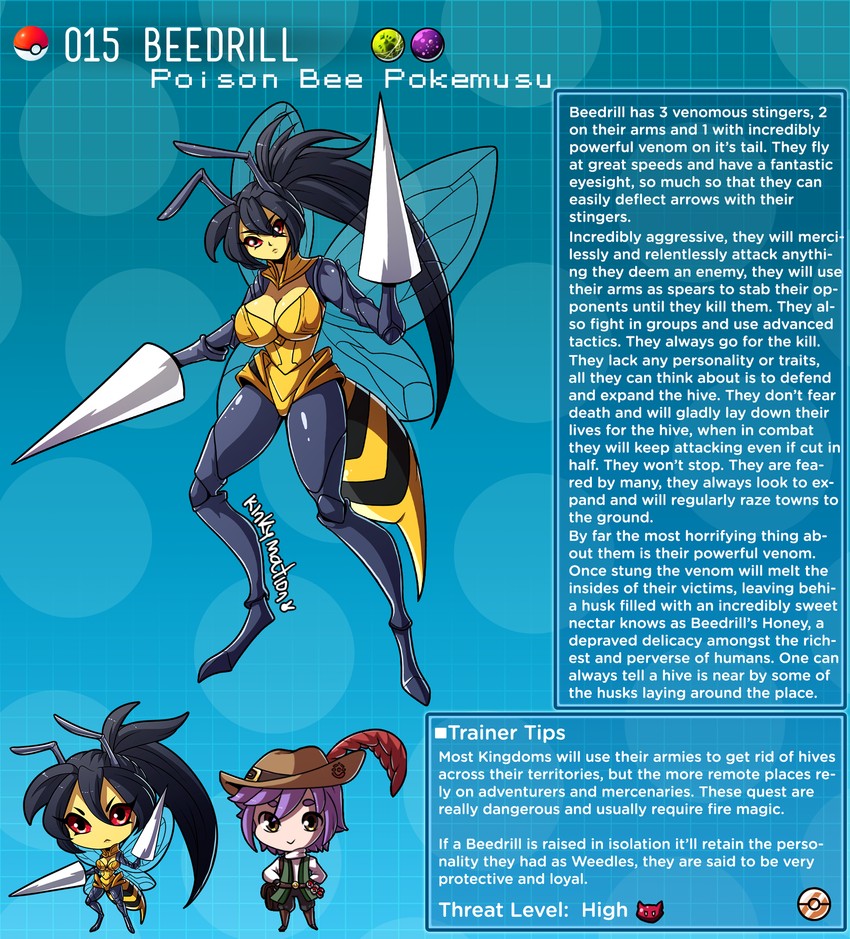 015 BEEDRILL
Poison Bee Pokemusu
Beedrill has 3 venomous stingers, 2
on their arms and 1 with incredibly
powerful venom on it's tail. They fly
at great speeds and have a fantastic
eyesight, so much so that they can
easily deflect arrows with their
stingers.
Incredibly aggressive, they will merci-
lessly and relentlessly attack anythi-
ng they deem an enemy, they will use
their arms as spears to stab their op-
ponents until they kill them. They al-
so fight in groups and use advanced
tactics. They always go for the kill.
They lack any personality or traits,
all they can think about is to defend
and expand the hive. They don't fear
death and will gladly lay down their
lives for the hive, when in combat
they will keep attacking even if cut in
half. They won't stop. They are fea-
red by many, they always look to ex-
pand and will regularly raze towns to
the ground.
By far the most horrifying thing ab-
out them is their powerful venom.
Once stung the venom will melt the
insides of their victims, leaving behi-
a husk filled with an incredibly sweet
nectar knows as Beedrill's Honey, a
depraved delicacy amongst the rich-
est and perverse of humans. One can
always tell a hive is near by some of
the husks laying around the place.
kinkymation
■Trainer Tips
Most Kingdoms will use their armies to get rid of hives
across their territories, but the more remote places re-
ly on adventurers and mercenaries. These quest are
really dangerous and usually require fire magic.
If a Beedrill is raised in isolation it'll retain the perso-
nality they had as Weedles, they are said to be very
protective and loyal.
Threat Level: High